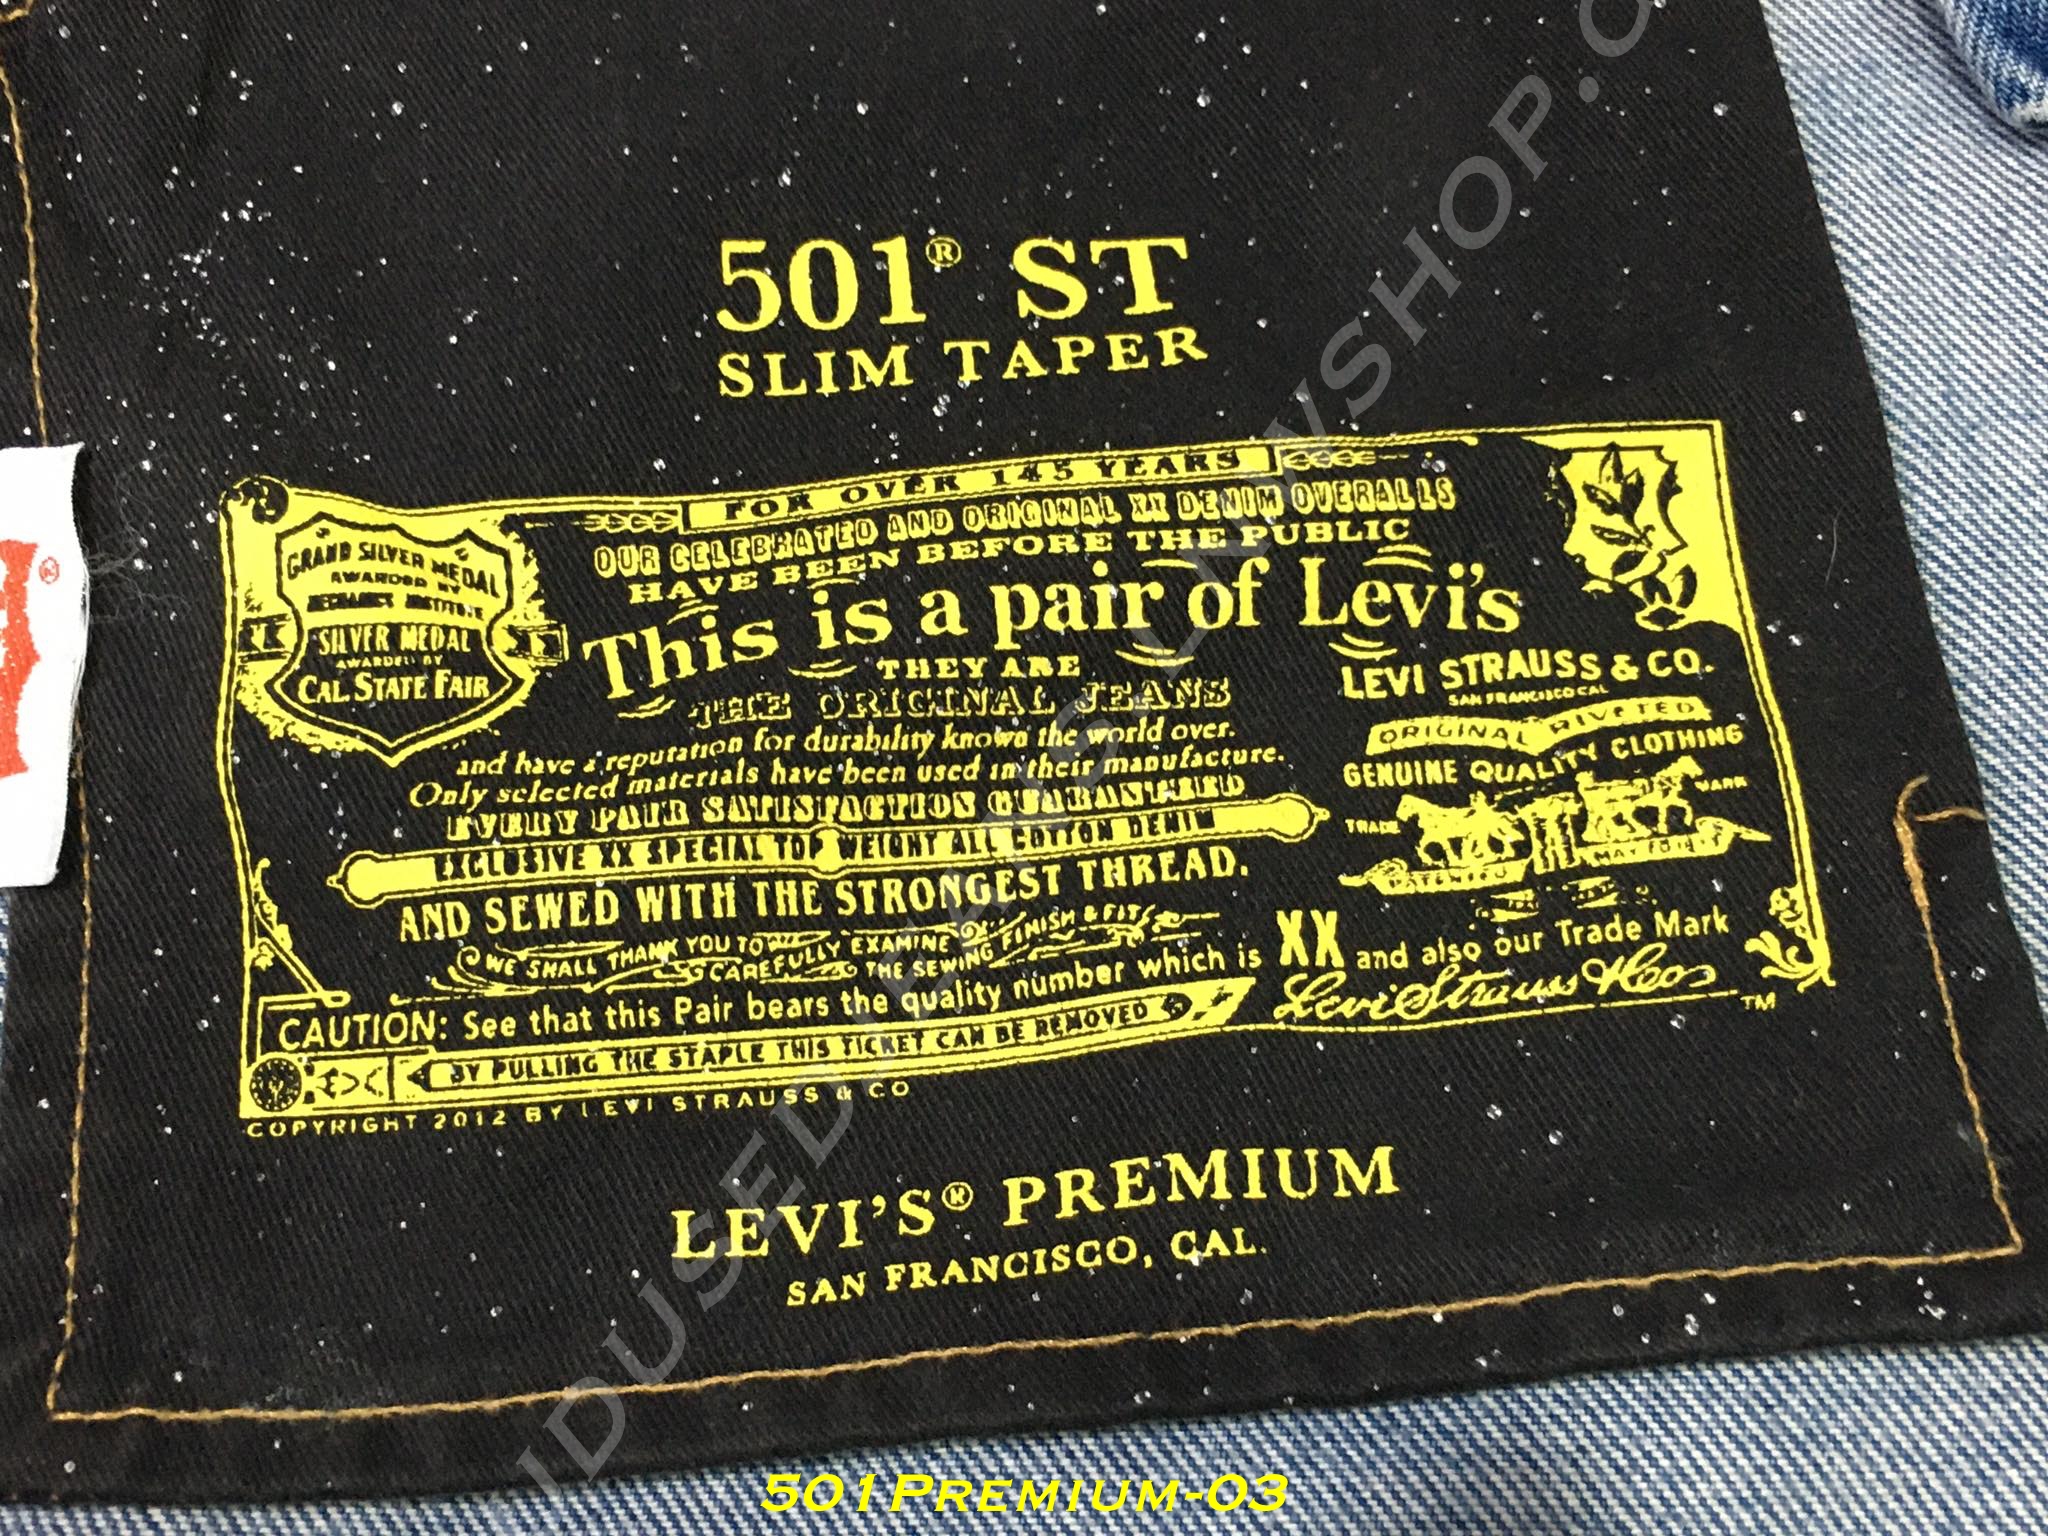 501® ST
SLIM TAPER
FOR OVER 145 YEARS
OUR CELEBRATED AND ORIGINAL XX DENIM OVERALLS
HAVE BEEN BEFORE THE PUBLIC
GRAND SILVER MEDAL
AWARDED BY
MECHANICS INSTITUTE
SILVER MEDAL
AWARDED BY
CAL. STATE FAIR
This is a pair of Levi's
THEY ARE
THE ORIGINAL JEANS
and have a reputation for durability known the world over.
Only selected materials have been used in their manufacture.
EVERY PAIR SATISFACTION GUARANTEED
EXCLUSIVE XX SPECIAL TOP WEIGHT ALL COTTON DENIM
AND SEWED WITH THE STRONGEST THREAD.
WE SHALL THANK YOU TO CAREFULLY EXAMINE THE SEWING FINISH & FIT
LEVI STRAUSS & CO.
SAN FRANCISCO CAL
ORIGINAL RIVETED
GENUINE QUALITY CLOTHING
TRADE MARK
PATENTED MAY
CAUTION: See that this Pair bears the quality number which is XX and also our Trade Mark
Levi Strauss & Co
TM
BY PULLING THE STAPLE THIS TICKET CAN BE REMOVED
COPYRIGHT 2012 BY LEVI STRAUSS & CO
LEVI'S® PREMIUM
SAN FRANCISCO, CAL.
®
501Premium-03